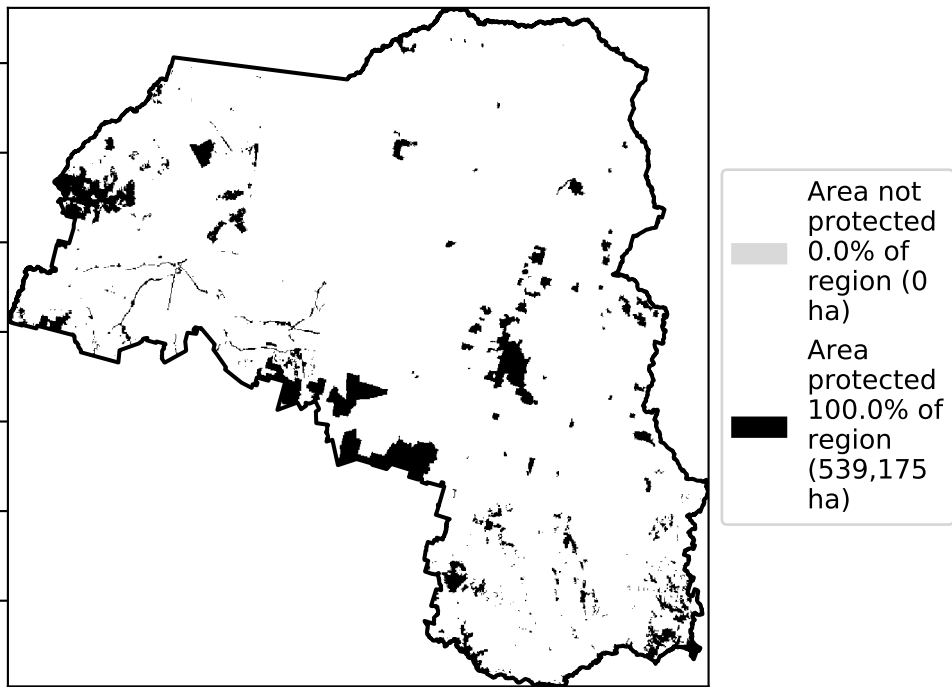 Area not
protected
0.0% of
region (0
ha)
Area
protected
100.0% of
region
(539,175
ha)